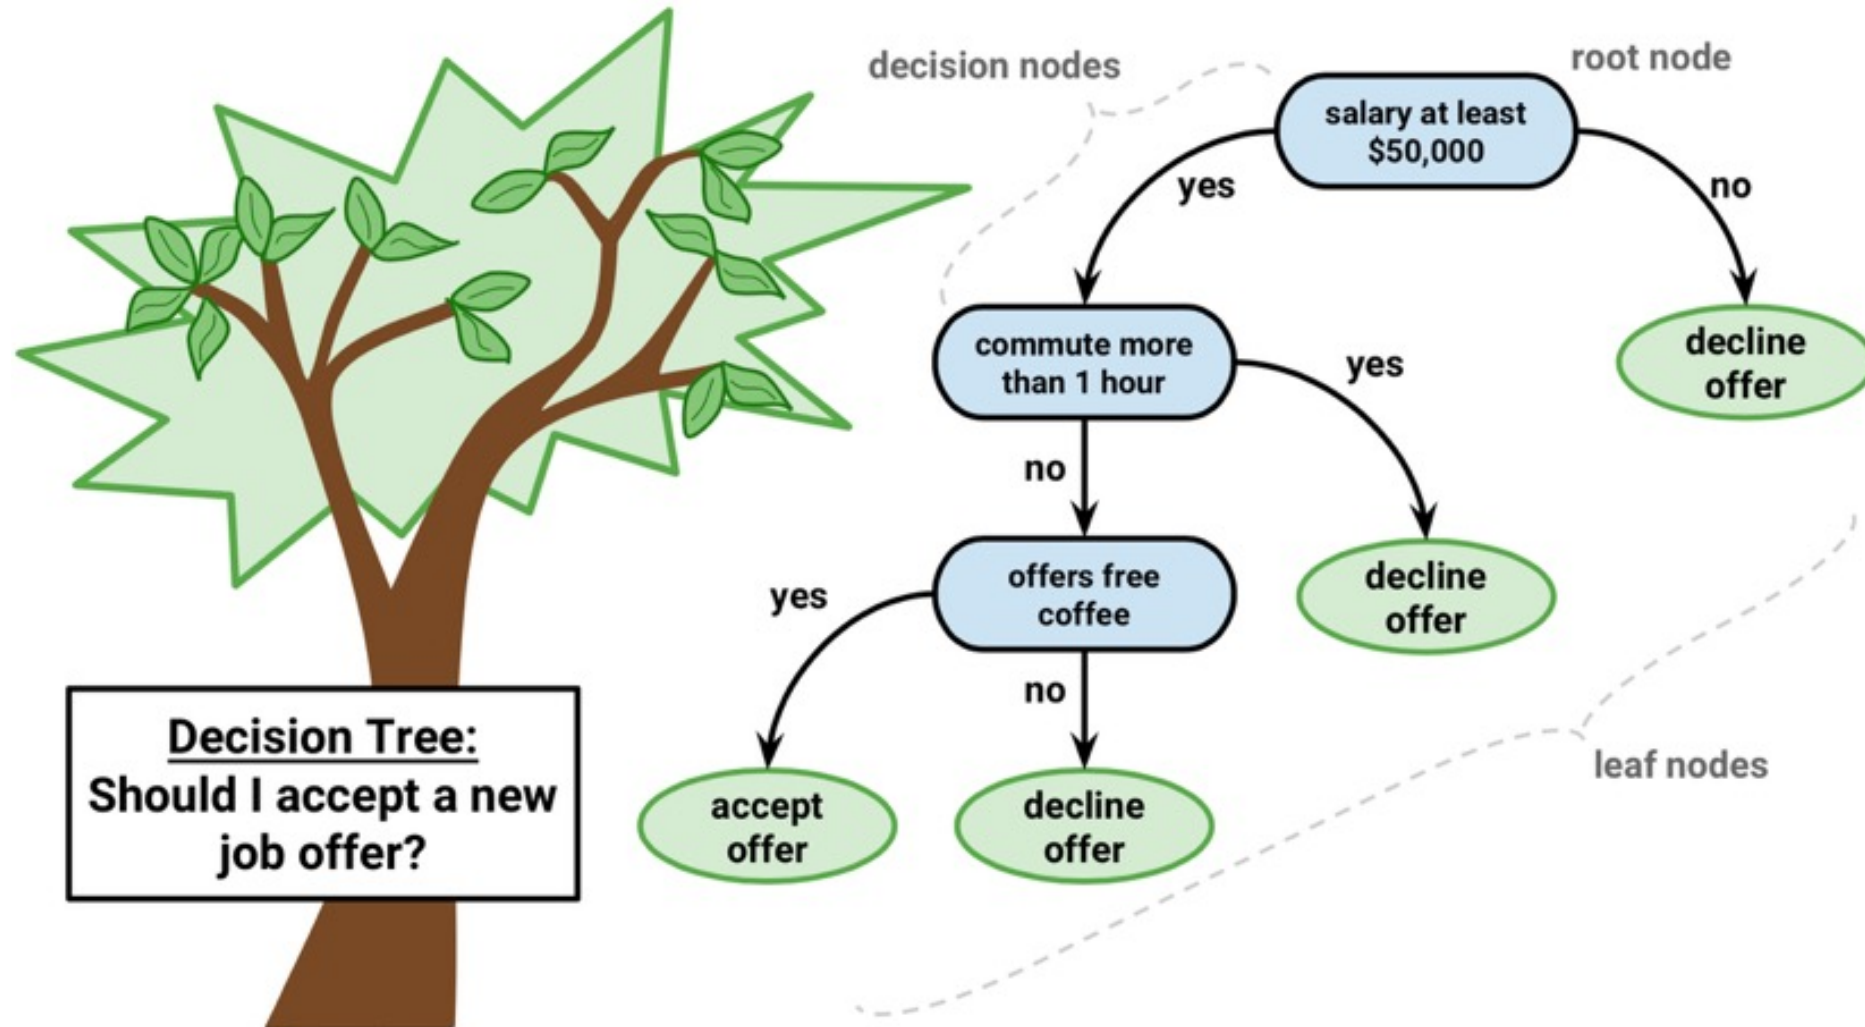 decision nodes
root node
salary at least
$50,000
yes
no
commute more
than 1 hour
yes
decline
offer
no
offers free
coffee
decline
offer
yes
no
accept
offer
decline
offer
leaf nodes
Decision Tree:
Should I accept a new
job offer?